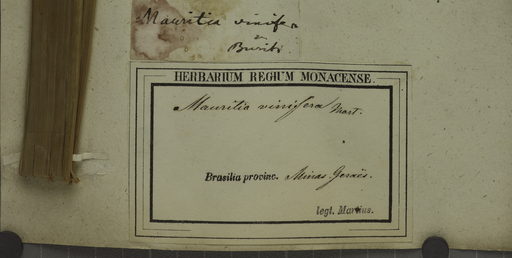 Mauritia vinifera
Buriti
HERBARIUM REGIUM MONACENSE.
Mauritia vinifera Mart.
Brasilia provinc. Minas Geraës.
legt. Martius.